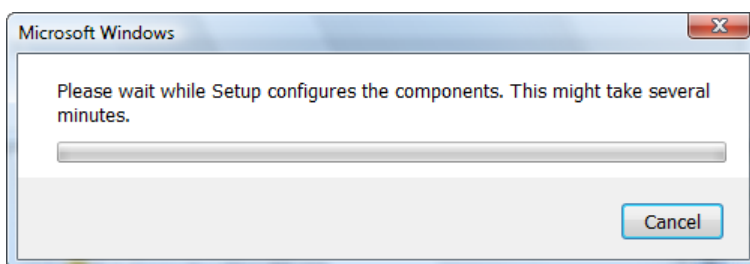 Microsoft Windows
Please wait while Setup configures the components. This might take several
minutes.
Cancel